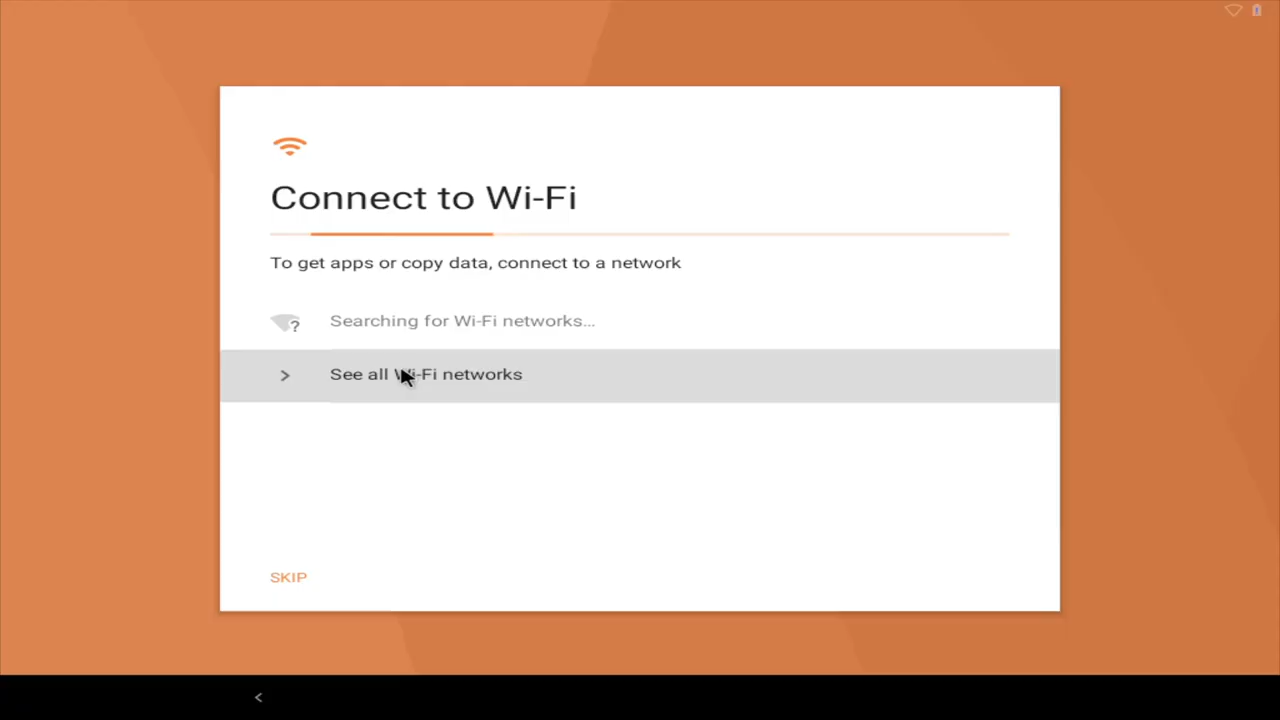 Connect to Wi-Fi
To get apps or copy data, connect to a network
Searching for Wi-Fi networks...
See all Wi-Fi networks
SKIP